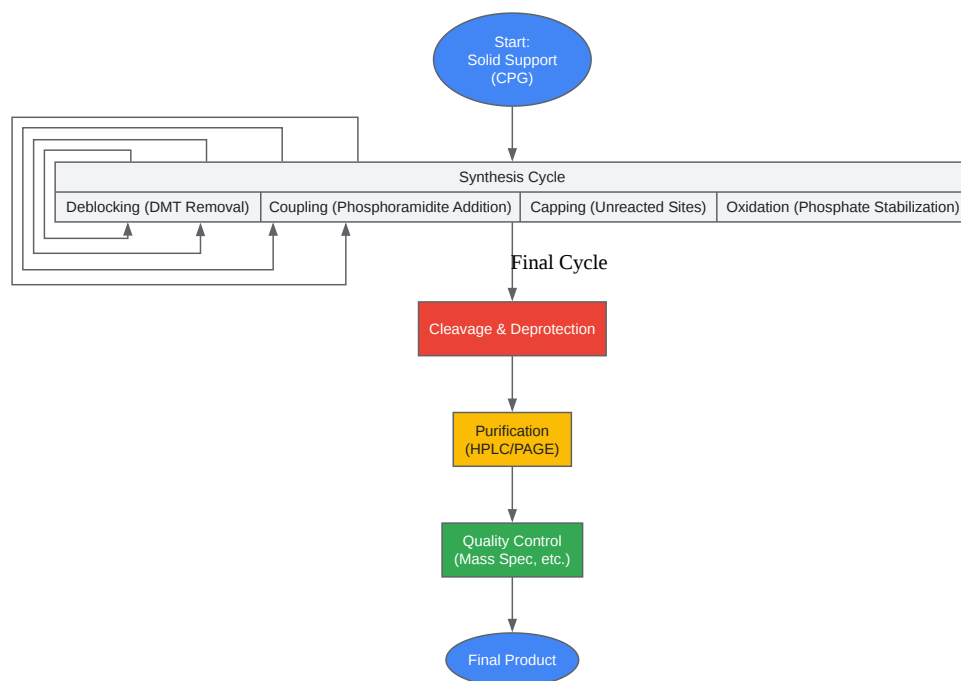 Start:
Solid Support
(CPG)
Synthesis Cycle
Deblocking (DMT Removal)
Coupling (Phosphoramidite Addition)
Capping (Unreacted Sites)
Oxidation (Phosphate Stabilization)
Final Cycle
Cleavage & Deprotection
Purification
(HPLC/PAGE)
Quality Control
(Mass Spec, etc.)
Final Product